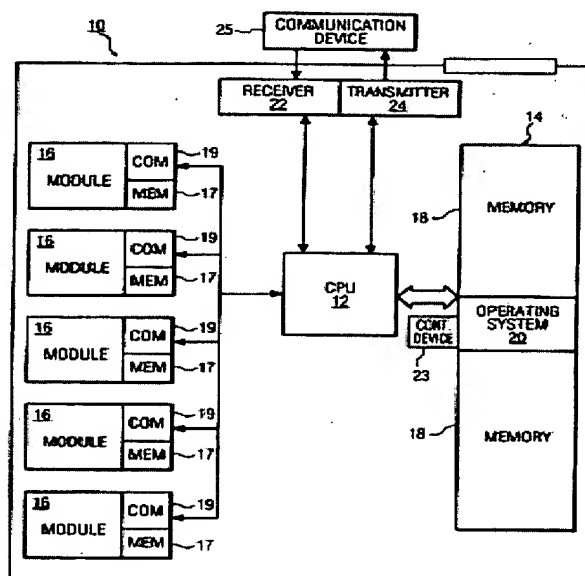 10
25
COMMUNICATION
DEVICE
RECEIVER
22
TRANSMITTER
24
14
16
MODULE
COM
MEM
19
17
16
MODULE
COM
MEM
19
17
16
MODULE
COM
MEM
19
17
16
MODULE
COM
MEM
19
17
16
MODULE
COM
MEM
19
17
CPU
12
18
MEMORY
OPERATING
SYSTEM
20
CONT.
DEVICE
23
18
MEMORY